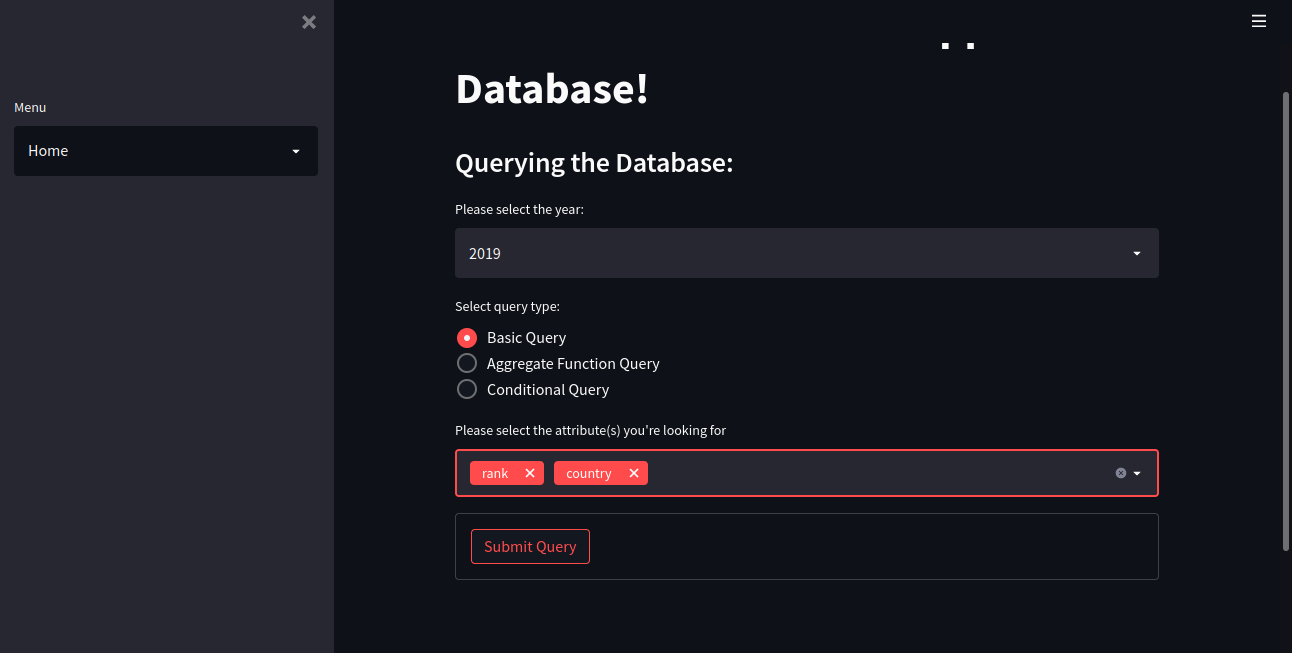 Menu
Home
Database!
Querying the Database:
Please select the year:
2019
Select query type:
Basic Query
Aggregate Function Query
Conditional Query
Please select the attribute(s) you're looking for
rank country
Submit Query